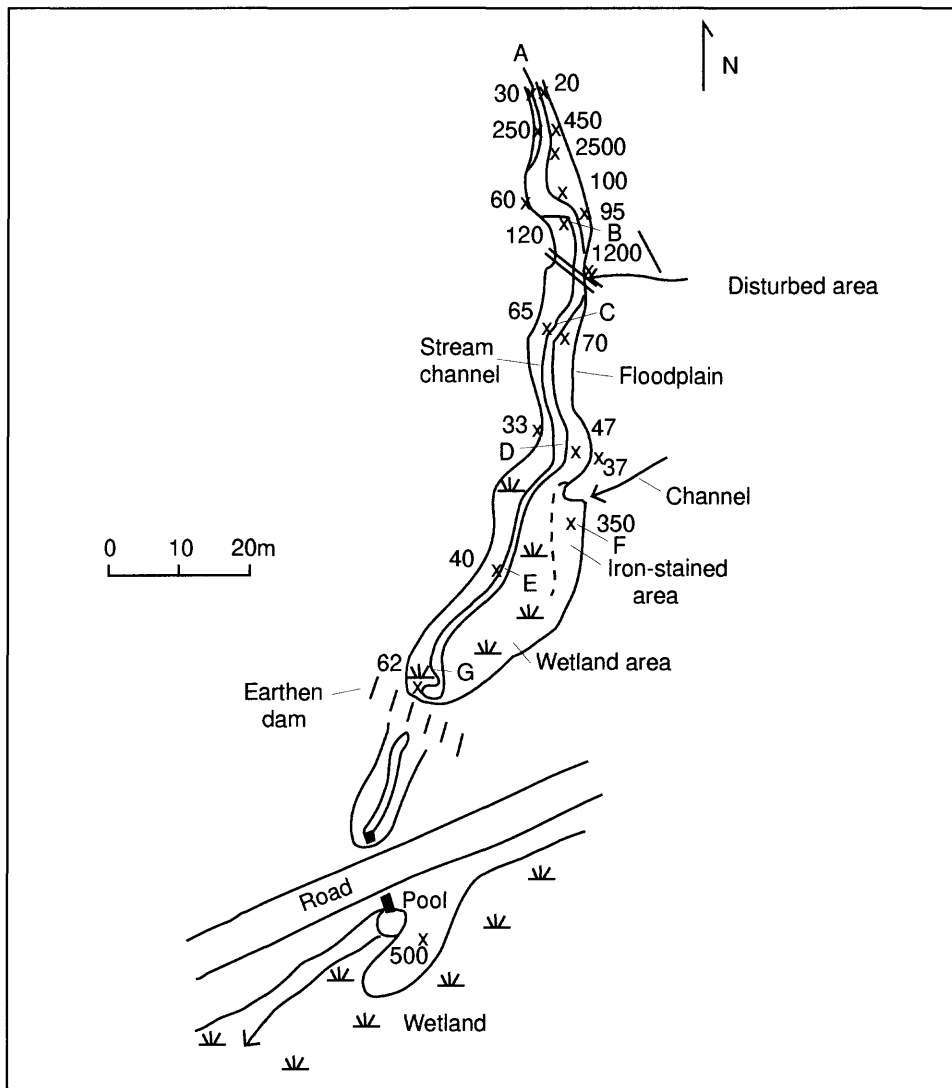 A
N
30
20
250
450
2500
100
60
95
B
120
1200
Disturbed area
65
C
70
Stream
channel
Floodplain
33
47
D
37
Channel
350
F
0 10 20m
40
E
Iron-stained
area
62
G
Wetland area
Earthen
dam
Road
Pool
500
Wetland